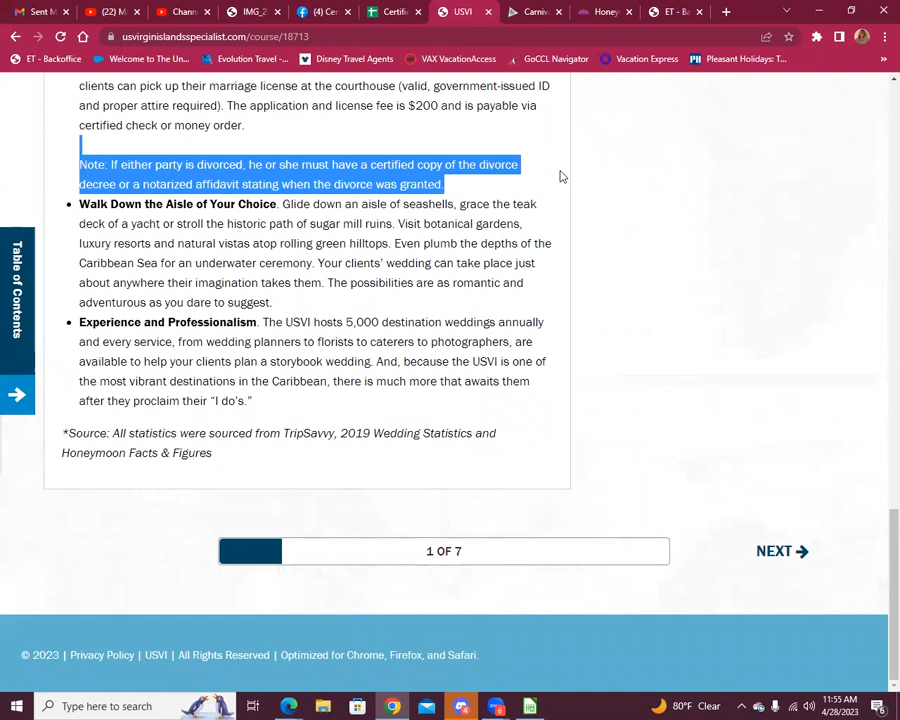 Sent M
(22) M
Chann
IMG_2
(4) Cer
Certific
USVI
Carniv
Honey
ET - Ba
usvirginislandsspecialist.com/course/18713
ET - Backoffice
Welcome to The Un...
Evolution Travel -...
Disney Travel Agents
VAX VacationAccess
GoCCL Navigator
Vacation Express
Pleasant Holidays: T...
clients can pick up their marriage license at the courthouse (valid, government-issued ID
and proper attire required). The application and license fee is $200 and is payable via
certified check or money order.
Note: If either party is divorced, he or she must have a certified copy of the divorce
decree or a notarized affidavit stating when the divorce was granted.
Walk Down the Aisle of Your Choice. Glide down an aisle of seashells, grace the teak
deck of a yacht or stroll the historic path of sugar mill ruins. Visit botanical gardens,
luxury resorts and natural vistas atop rolling green hilltops. Even plumb the depths of the
Caribbean Sea for an underwater ceremony. Your clients' wedding can take place just
about anywhere their imagination takes them. The possibilities are as romantic and
adventurous as you dare to suggest.
Experience and Professionalism. The USVI hosts 5,000 destination weddings annually
and every service, from wedding planners to florists to caterers to photographers, are
available to help your clients plan a storybook wedding. And, because the USVI is one of
the most vibrant destinations in the Caribbean, there is much more that awaits them
after they proclaim their “I do's.”
*Source: All statistics were sourced from TripSavvy, 2019 Wedding Statistics and
Honeymoon Facts & Figures
Table of Contents
1 OF 7
NEXT
© 2023 | Privacy Policy | USVI | All Rights Reserved | Optimized for Chrome, Firefox, and Safari.
Type here to search
80°F Clear
11:55 AM
4/28/2023